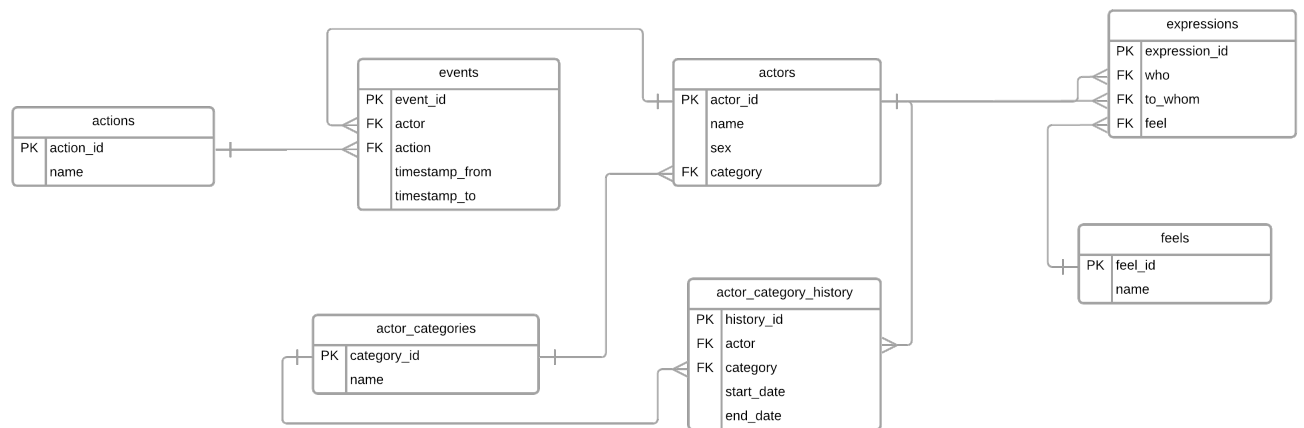 actions
PK action_id
name
events
PK event_id
FK actor
FK action
timestamp_from
timestamp_to
actors
PK actor_id
name
sex
FK category
expressions
PK expression_id
FK who
FK to_whom
FK feel
feels
PK feel_id
name
actor_categories
PK category_id
name
actor_category_history
PK history_id
FK actor
FK category
start_date
end_date